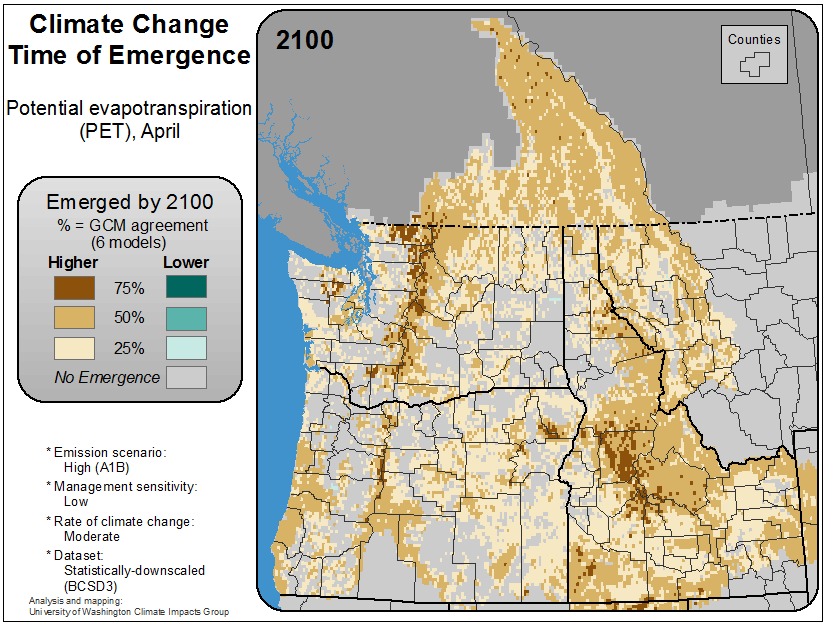 Climate Change
Time of Emergence
Potential evapotranspiration
(PET), April
Emerged by 2100
% = GCM agreement
(6 models)
Higher Lower
75%
50%
25%
No Emergence
* Emission scenario:
High (A1B)
* Management sensitivity:
Low
* Rate of climate change:
Moderate
* Dataset:
Statistically-downscaled
(BCSD3)
Analysis and mapping:
University of Washington Climate Impacts Group
2100
Counties